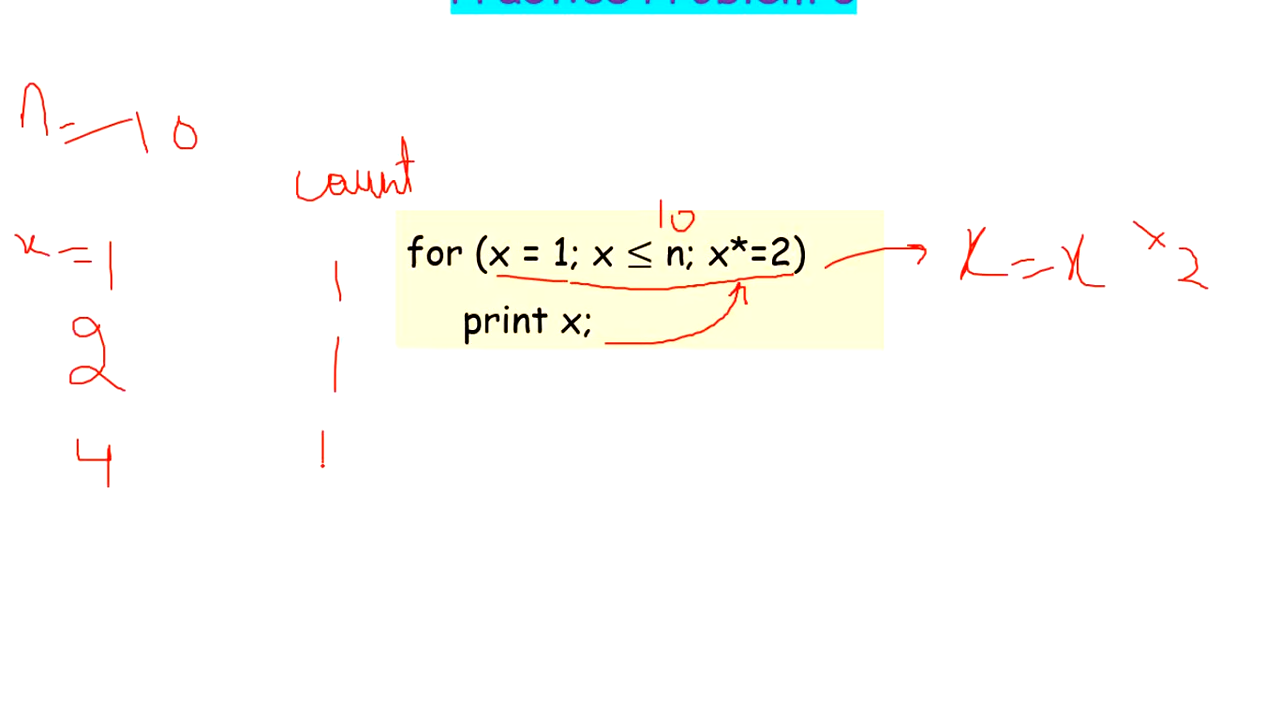 n = 10
count
10
for (x = 1; x ≤ n; x*=2)
print x;
x = x × 2
x = 1 1
2 1
4 1